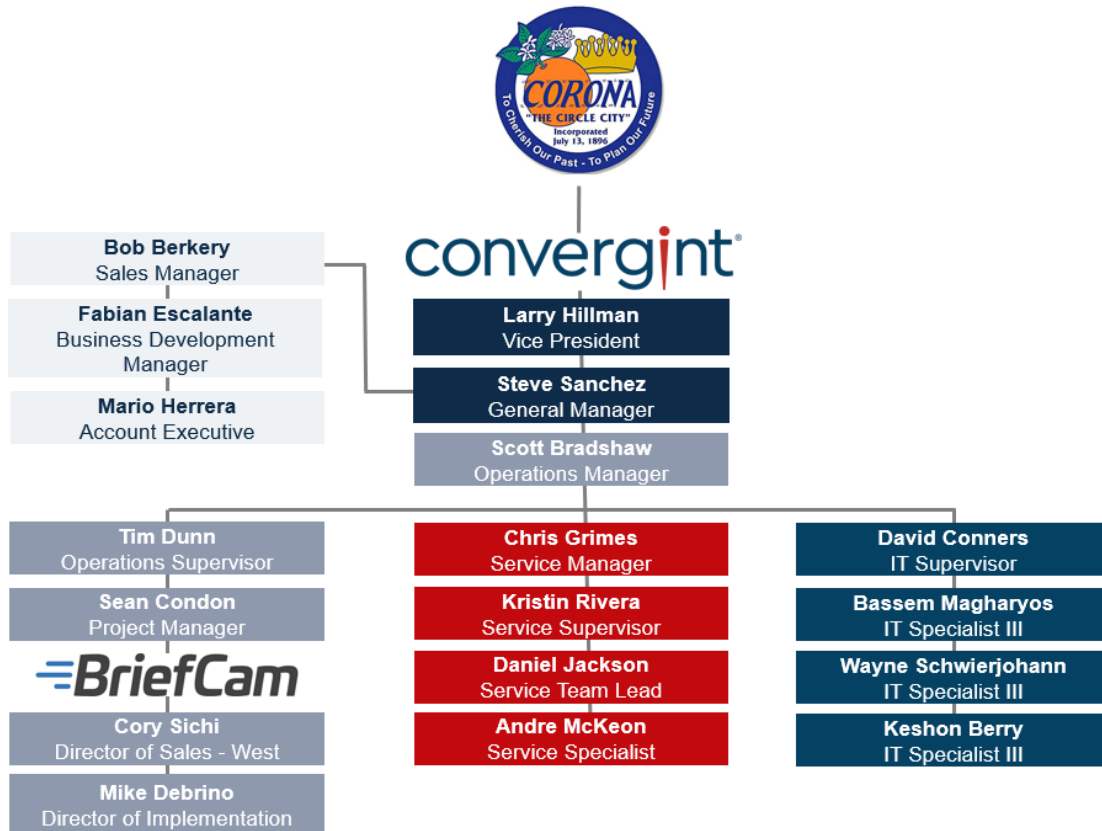 CORONA
"THE CIRCLE CITY"
Incorporated
July 13, 1896
To Cherish Our Past - To Plan Our Future
convergint®
Bob Berkery
Sales Manager
Fabian Escalante
Business Development
Manager
Mario Herrera
Account Executive
Larry Hillman
Vice President
Steve Sanchez
General Manager
Scott Bradshaw
Operations Manager
Tim Dunn
Operations Supervisor
Sean Condon
Project Manager
BriefCam
Cory Sichi
Director of Sales - West
Mike Debrino
Director of Implementation
Chris Grimes
Service Manager
Kristin Rivera
Service Supervisor
Daniel Jackson
Service Team Lead
Andre McKeon
Service Specialist
David Conners
IT Supervisor
Bassem Magharyos
IT Specialist III
Wayne Schwierjohann
IT Specialist III
Keshon Berry
IT Specialist III